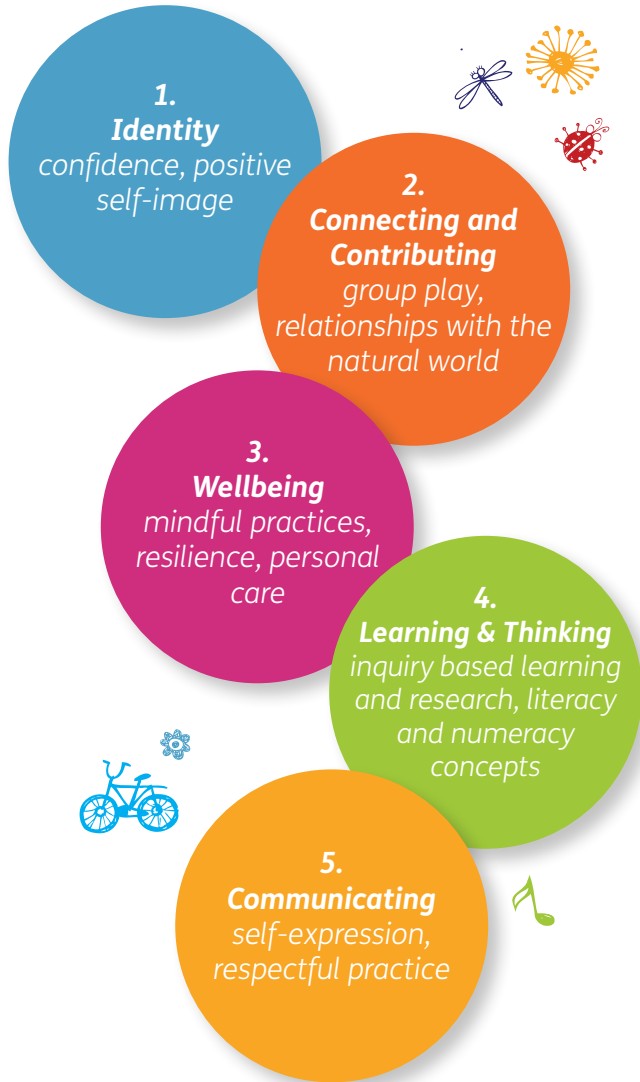 1.
Identity
confidence, positive
self-image
2.
Connecting and
Contributing
group play,
relationships with the
natural world
3.
Wellbeing
mindful practices,
resilience, personal
care
4.
Learning & Thinking
inquiry based learning
and research, literacy
and numeracy
concepts
5.
Communicating
self-expression,
respectful practice